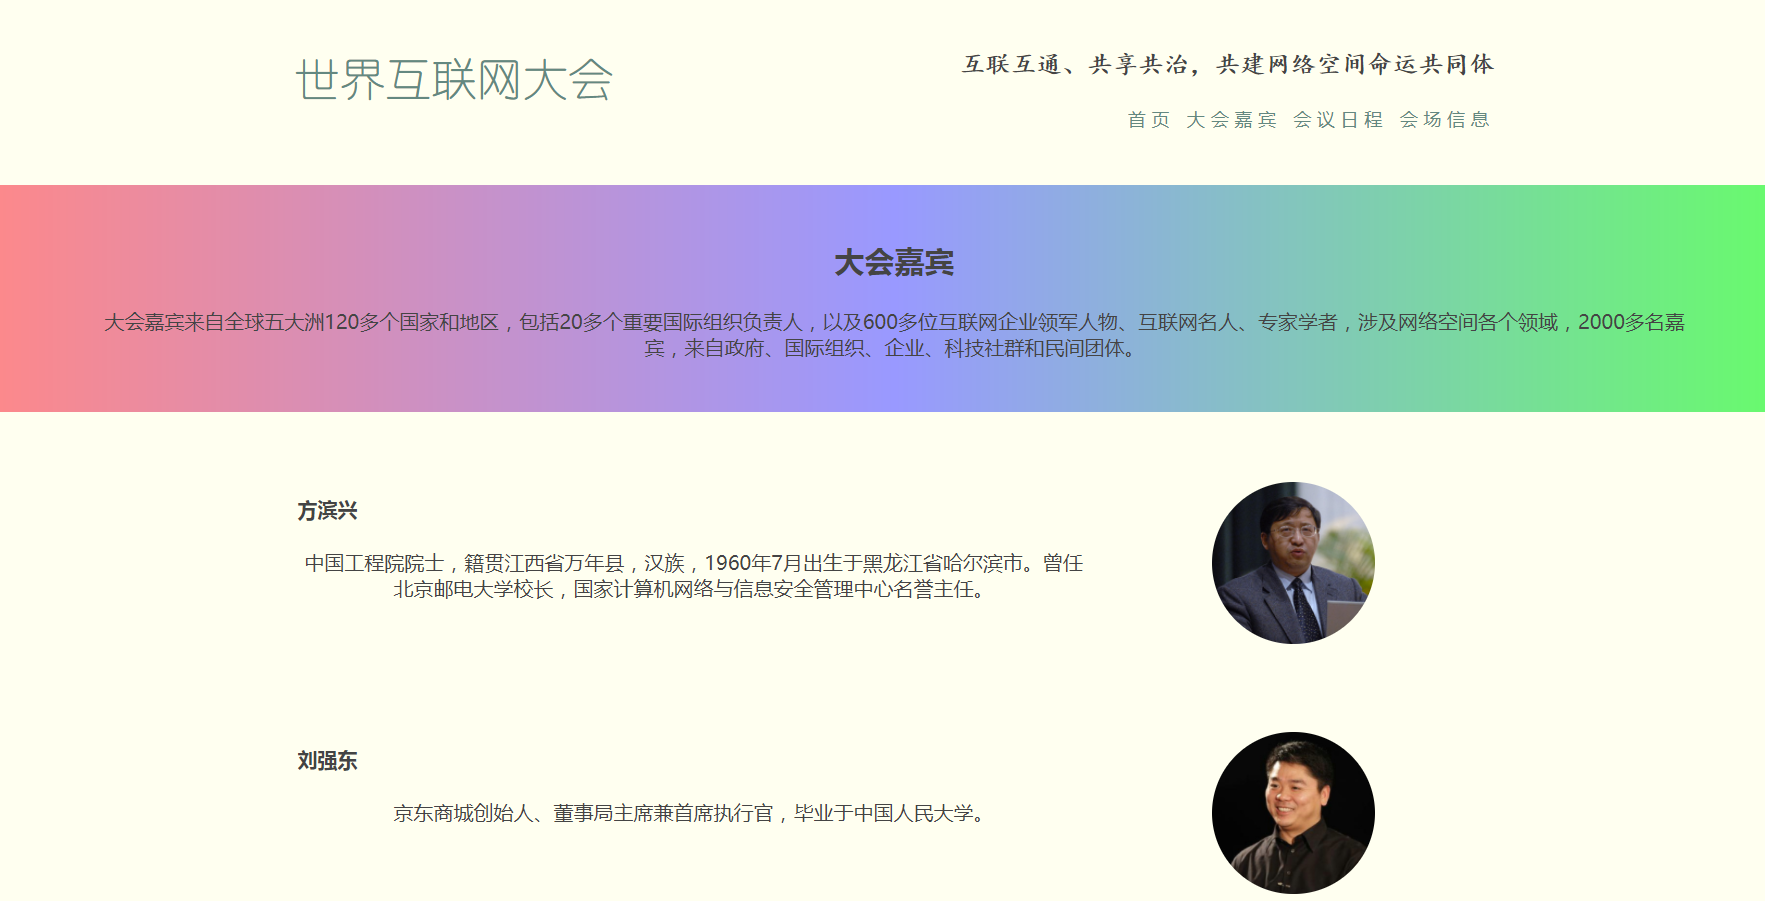 世界互联网大会
互联互通、共享共治，共建网络空间命运共同体
首页 大会嘉宾 会议日程 会场信息
大会嘉宾
大会嘉宾来自全球五大洲120多个国家和地区，包括20多个重要国际组织负责人，以及600多位互联网企业领军人物、互联网名人、专家学者，涉及网络空间各个领域，2000多名嘉
宾，来自政府、国际组织、企业、科技社群和民间团体。
方滨兴
中国工程院院士，籍贯江西省万年县，汉族，1960年7月出生于黑龙江省哈尔滨市。曾任
北京邮电大学校长，国家计算机网络与信息安全管理中心名誉主任。
刘强东
京东商城创始人、董事局主席兼首席执行官，毕业于中国人民大学。